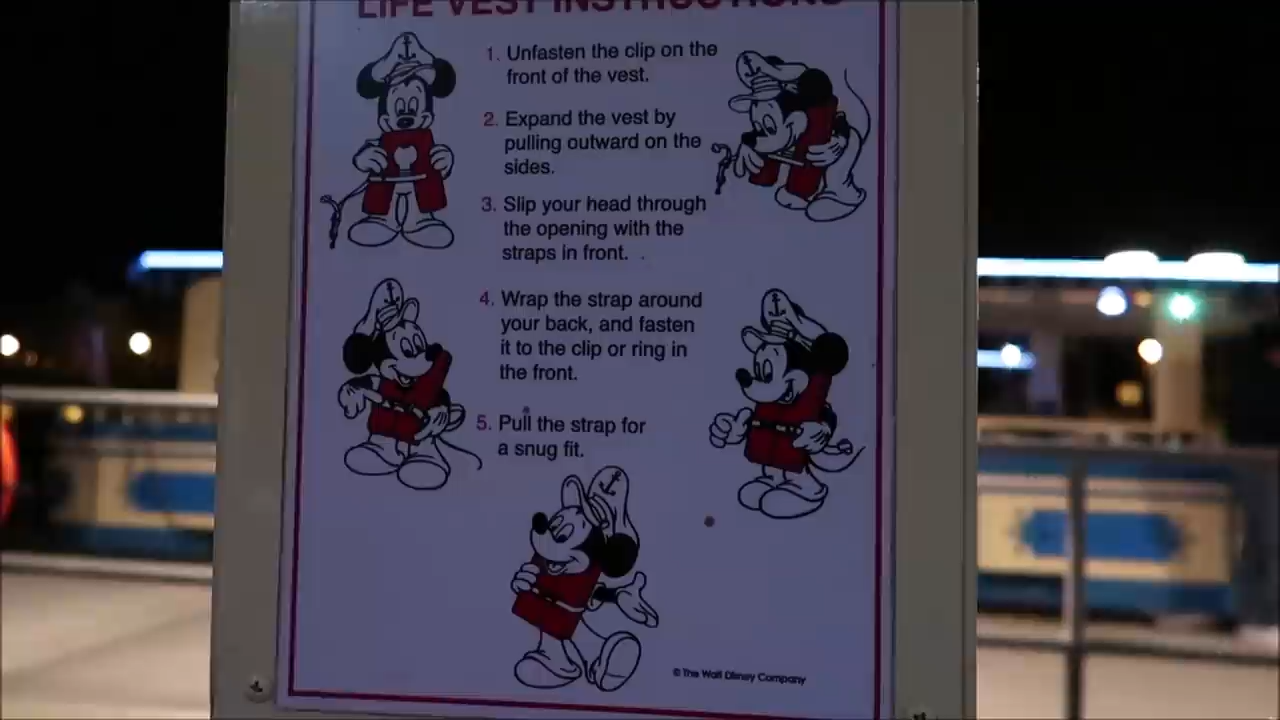 LIFE VEST INSTRUCTIONS
1. Unfasten the clip on the
front of the vest.
2. Expand the vest by
pulling outward on the
sides.
3. Slip your head through
the opening with the
straps in front.
4. Wrap the strap around
your back, and fasten
it to the clip or ring in
the front.
5. Pull the strap for
a snug fit.
© The Walt Disney Company